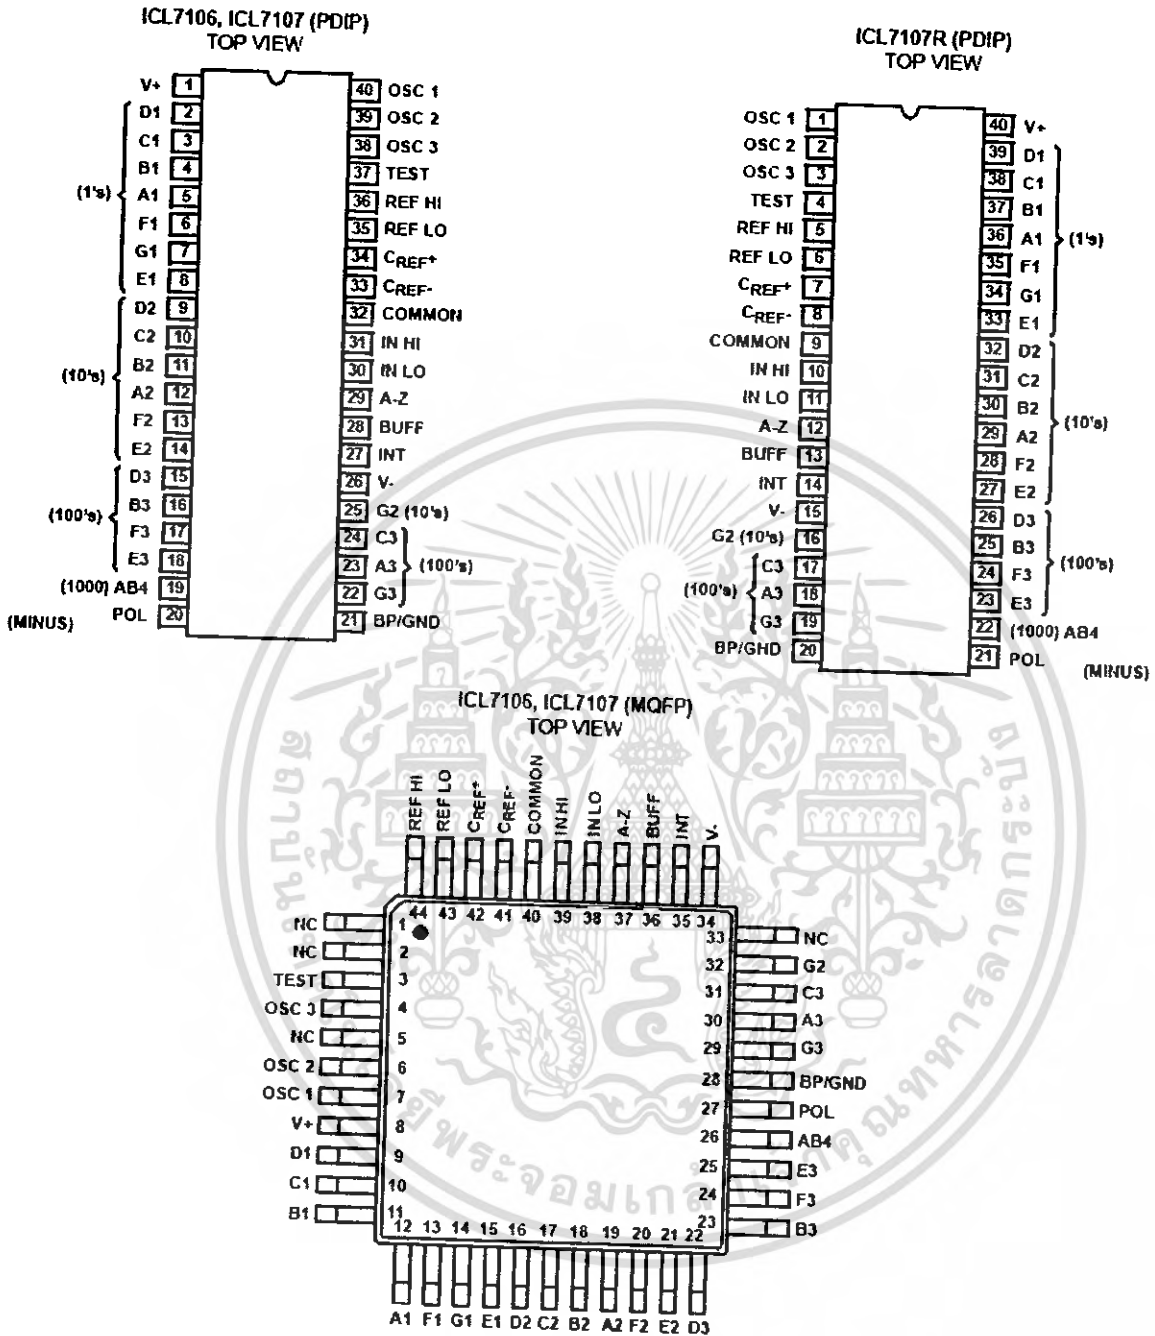 ICL7106, ICL7107 (PDIP)
TOP VIEW
V+ 1
D1 2
C1 3
B1 4
(1's) A1 5
F1 6
G1 7
E1 8
D2 9
C2 10
B2 11
(10's) A2 12
F2 13
E2 14
D3 15
B3 16
(100's) F3 17
E3 18
(1000) AB4 19
(MINUS) POL 20
40 OSC 1
39 OSC 2
38 OSC 3
37 TEST
36 REF HI
35 REF LO
34 CREF+
33 CREF-
32 COMMON
31 IN HI
30 IN LO
29 A-Z
28 BUFF
27 INT
26 V-
25 G2 (10's)
24 C3
23 A3 (100's)
22 G3
21 BP/GND
ICL7107R (PDIP)
TOP VIEW
OSC 1 1
OSC 2 2
OSC 3 3
TEST 4
REF HI 5
REF LO 6
CREF+ 7
CREF- 8
COMMON 9
IN HI 10
IN LO 11
A-Z 12
BUFF 13
INT 14
V- 15
G2 (10's) 16
C3 17
(100's) A3 18
G3 19
BP/GHD 20
40 V+
39 D1
38 C1
37 B1
36 A1 (1's)
35 F1
34 G1
33 E1
32 D2
31 C2
30 B2
29 A2 (10's)
28 F2
27 E2
26 D3
25 B3
24 F3 (100's)
23 E3
22 (1000) AB4
21 POL (MINUS)
ICL7106, ICL7107 (MQFP)
TOP VIEW
REF HI
REF LO
CREF+
CREF-
COMMON
IN HI
IN LO
A-Z
BUFF
INT
V-
44 43 42 41 40 39 38 37 36 35 34
NC 1
NC 2
TEST 3
OSC 3 4
NC 5
OSC 2 6
OSC 1 7
V+ 8
D1 9
C1 10
B1 11
33 NC
32 G2
31 C3
30 A3
29 G3
28 BP/GND
27 POL
26 AB4
25 E3
24 F3
23 B3
12 13 14 15 16 17 18 19 20 21 22
A1 F1 G1 E1 D2 C2 B2 A2 F2 E2 D3